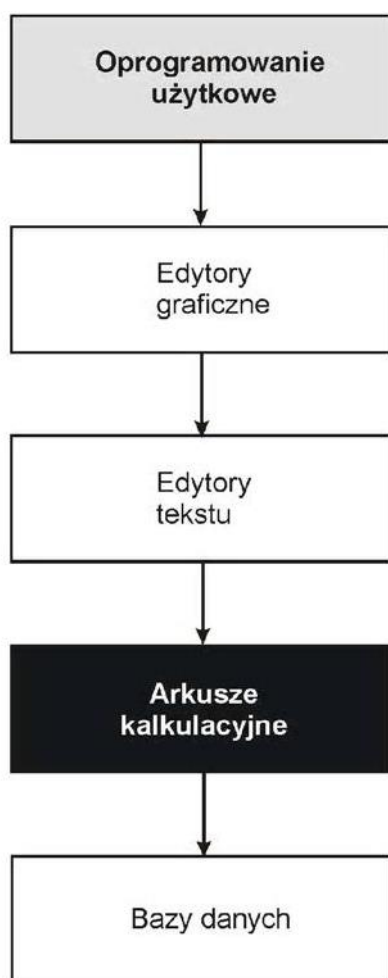 Oprogramowanie
użytkowe
Edytory
graficzne
Edytory
tekstu
Arkusze
kalkulacyjne
Bazy danych